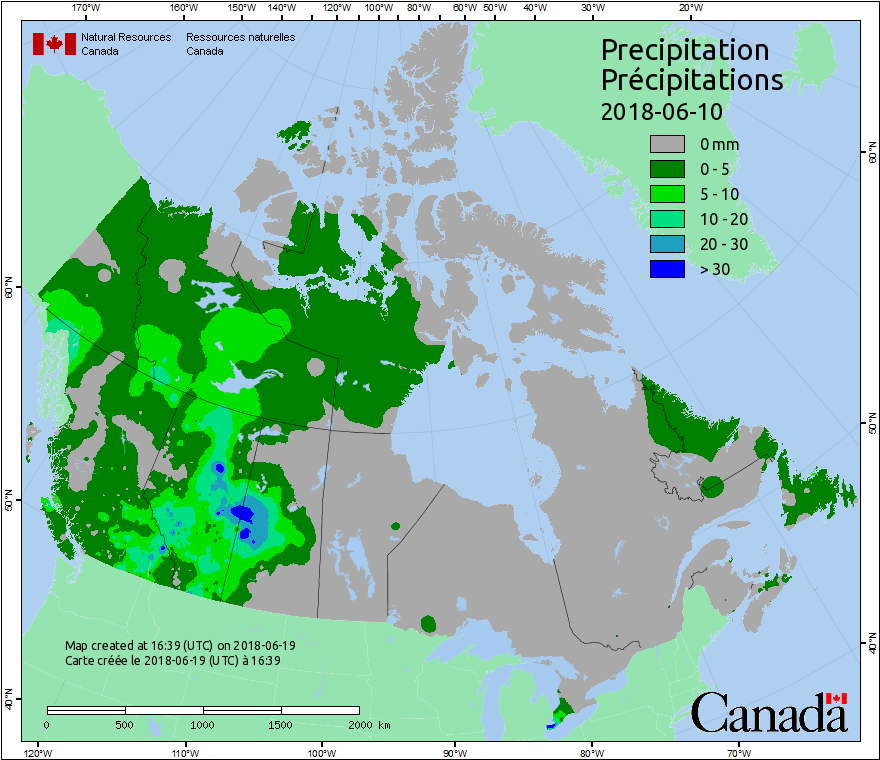 170°W 160°W 150°W 140°W 120°W 100°W 80°W 60°W 50°W 40°W 30°W 20°W
Natural Resources Ressources naturelles
Canada Canada
Precipitation
Précipitations
2018-06-10
0 mm
0 - 5
5 - 10
10 - 20
20 - 30
> 30
60°N
60°N
50°N
50°N
40°N
40°N
Map created at 16:39 (UTC) on 2018-06-19
Carte créée le 2018-06-19 (UTC) à 16:39
0 500 1000 1500 2000 km
Canada
120°W 110°W 100°W 90°W 80°W 70°W